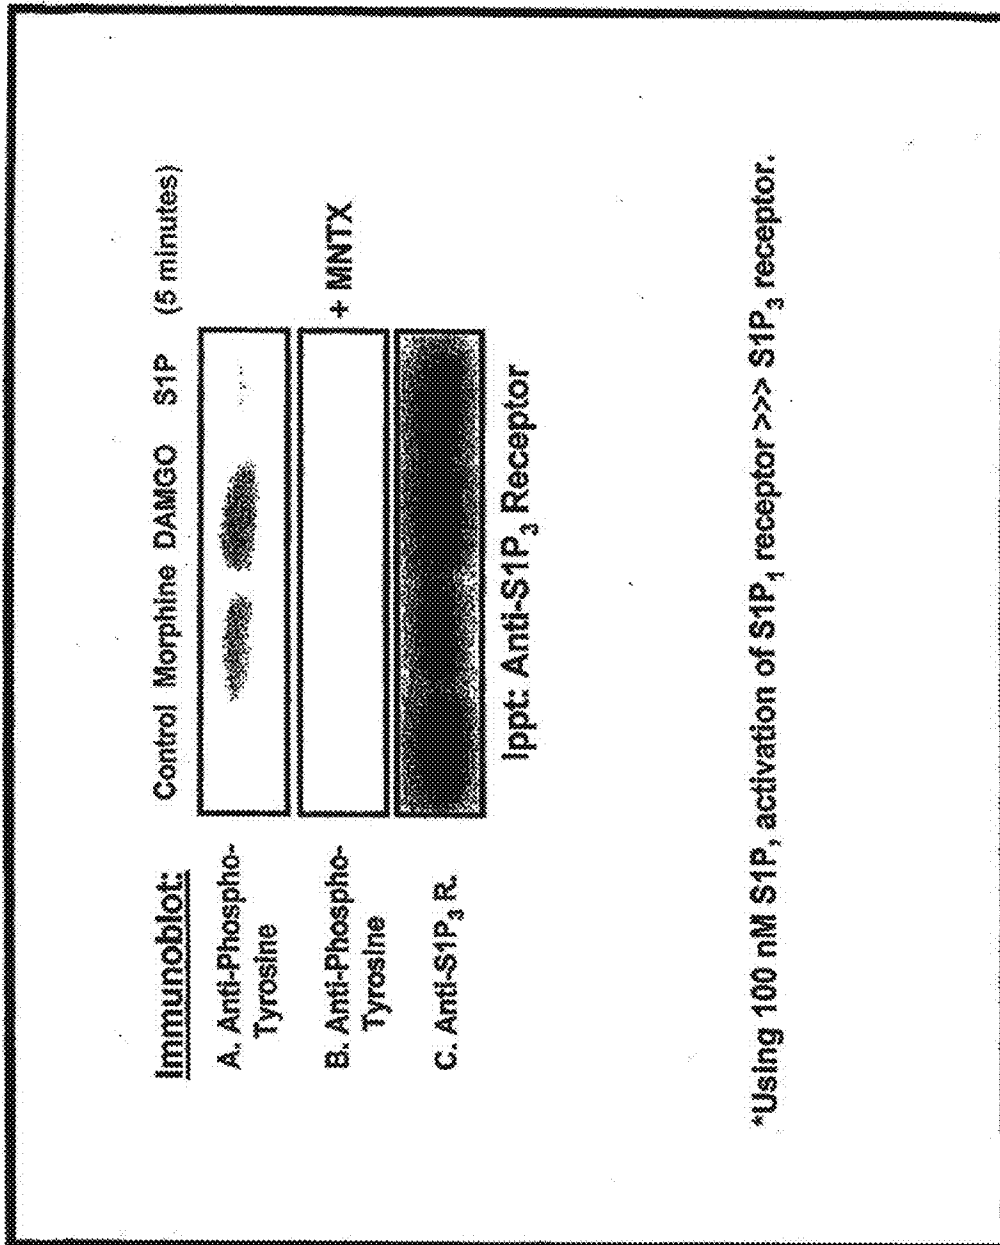 Control Morphine DAMGO S1P (5 minutes)
Immunoblot:
A. Anti-Phospho-
Tyrosine
B. Anti-Phospho-
Tyrosine
+ MNTX
C. Anti-S1P₃ R.
Ippt: Anti-S1P₃ Receptor
*Using 100 nM S1P, activation of S1P₁ receptor >>> S1P₃ receptor.